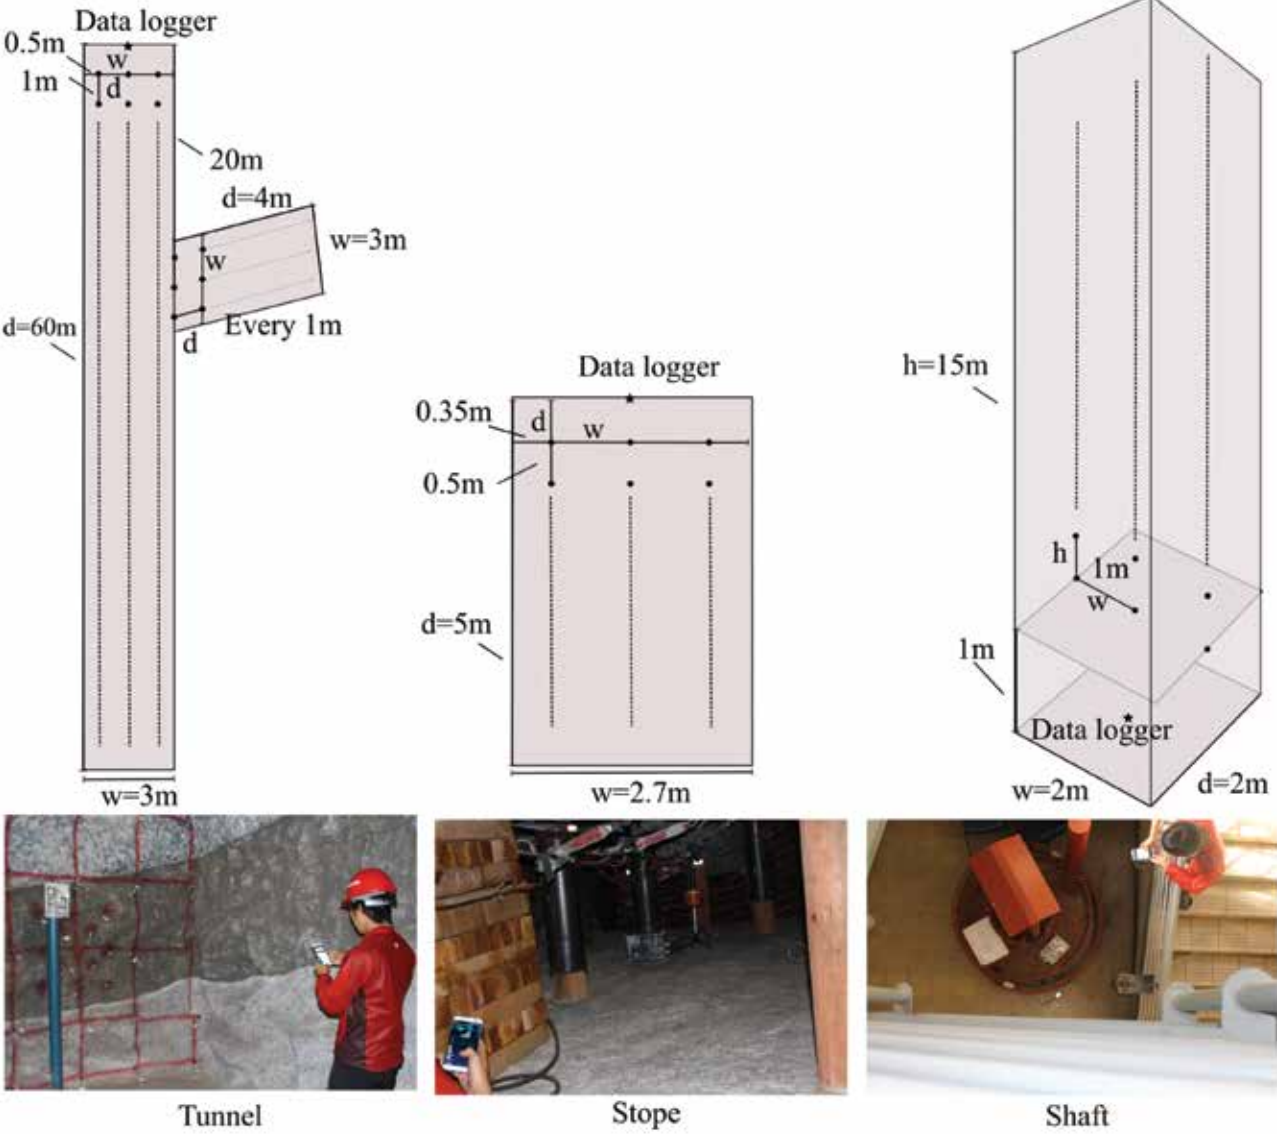 Data logger
0.5m
w
1m
d
20m
d=4m
w=3m
w
d=60m
Every 1m
d
w=3m
Data logger
0.35m
d
w
0.5m
d=5m
w=2.7m
h=15m
h
1m
w
1m
Data logger
w=2m
d=2m
Tunnel
Stope
Shaft